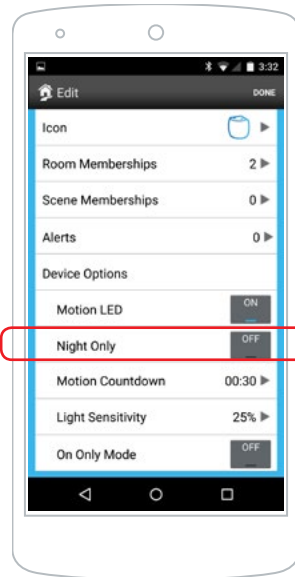 3:32
Edit DONE
Icon
Room Memberships 2
Scene Memberships 0
Alerts 0
Device Options
Motion LED ON
Night Only OFF
Motion Countdown 00:30
Light Sensitivity 25%
On Only Mode OFF